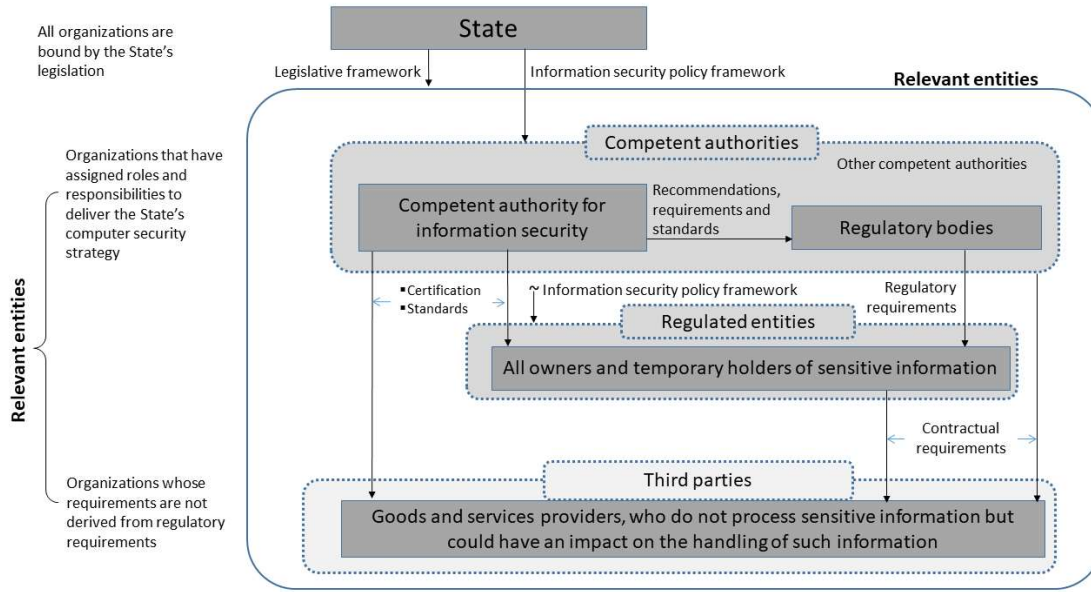 All organizations are
bound by the State's
legislation
State
Legislative framework
Information security policy framework
Relevant entities
Competent authorities
Other competent authorities
Organizations that have
assigned roles and
responsibilities to
deliver the State's
computer security
strategy
Competent authority for
information security
Recommendations,
requirements and
standards
Regulatory bodies
▪Certification
▪Standards
~ Information security policy framework
Regulatory
requirements
Relevant entities
Regulated entities
All owners and temporary holders of sensitive information
Contractual
requirements
Third parties
Organizations whose
requirements are not
derived from regulatory
requirements
Goods and services providers, who do not process sensitive information but
could have an impact on the handling of such information